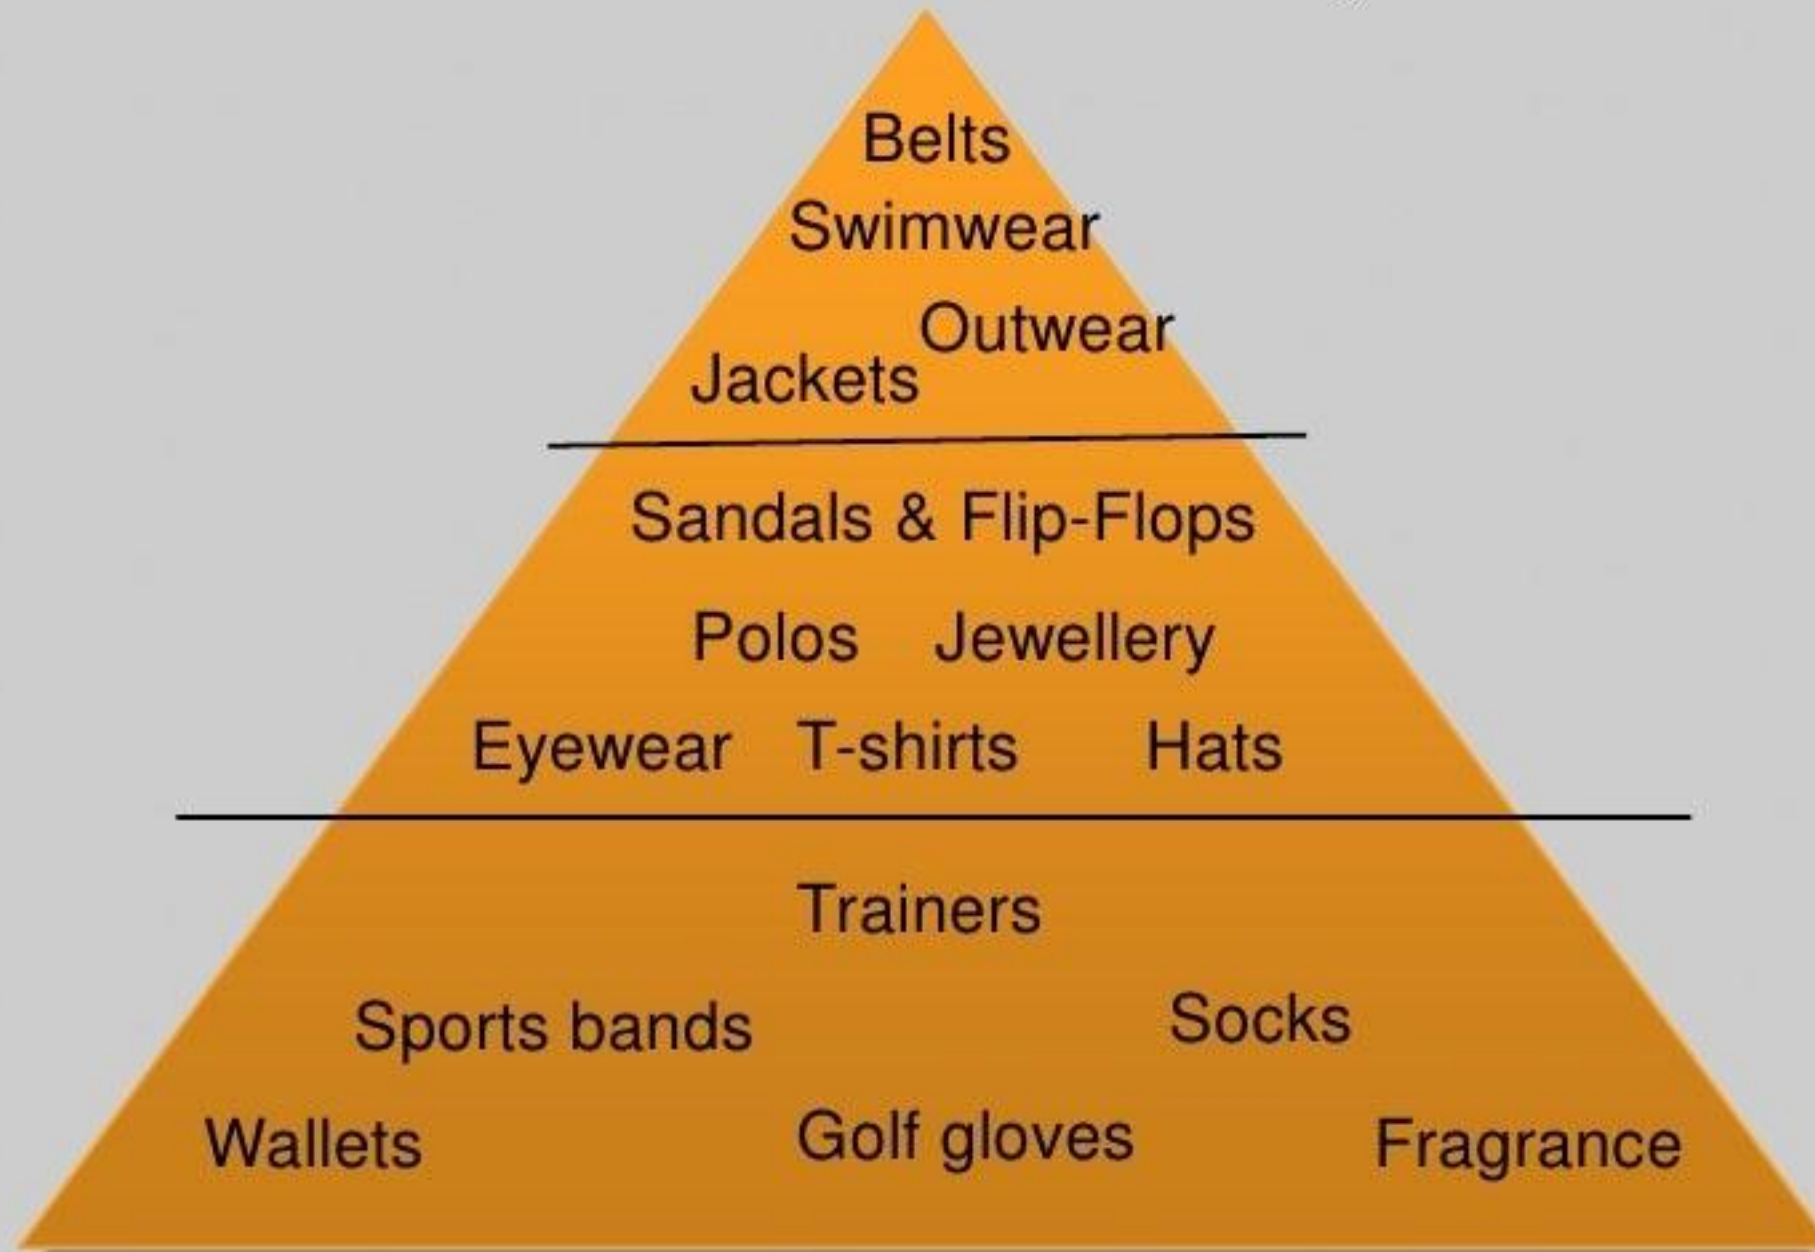 Belts
Swimwear
Outwear
Jackets
Sandals & Flip-Flops
Polos Jewellery
Eyewear T-shirts Hats
Trainers
Sports bands Socks
Wallets Golf gloves Fragrance